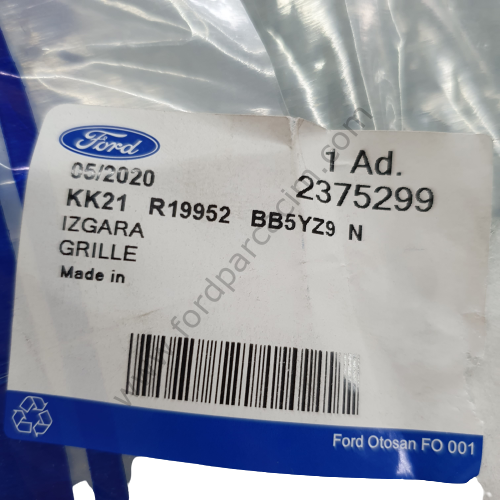 Ford
1 Ad.
05/2020
2375299
KK21 R19952 BB5YZ9 N
IZGARA
GRILLE
Made in
www.fordparcacim.com
Ford Otosan FO 001